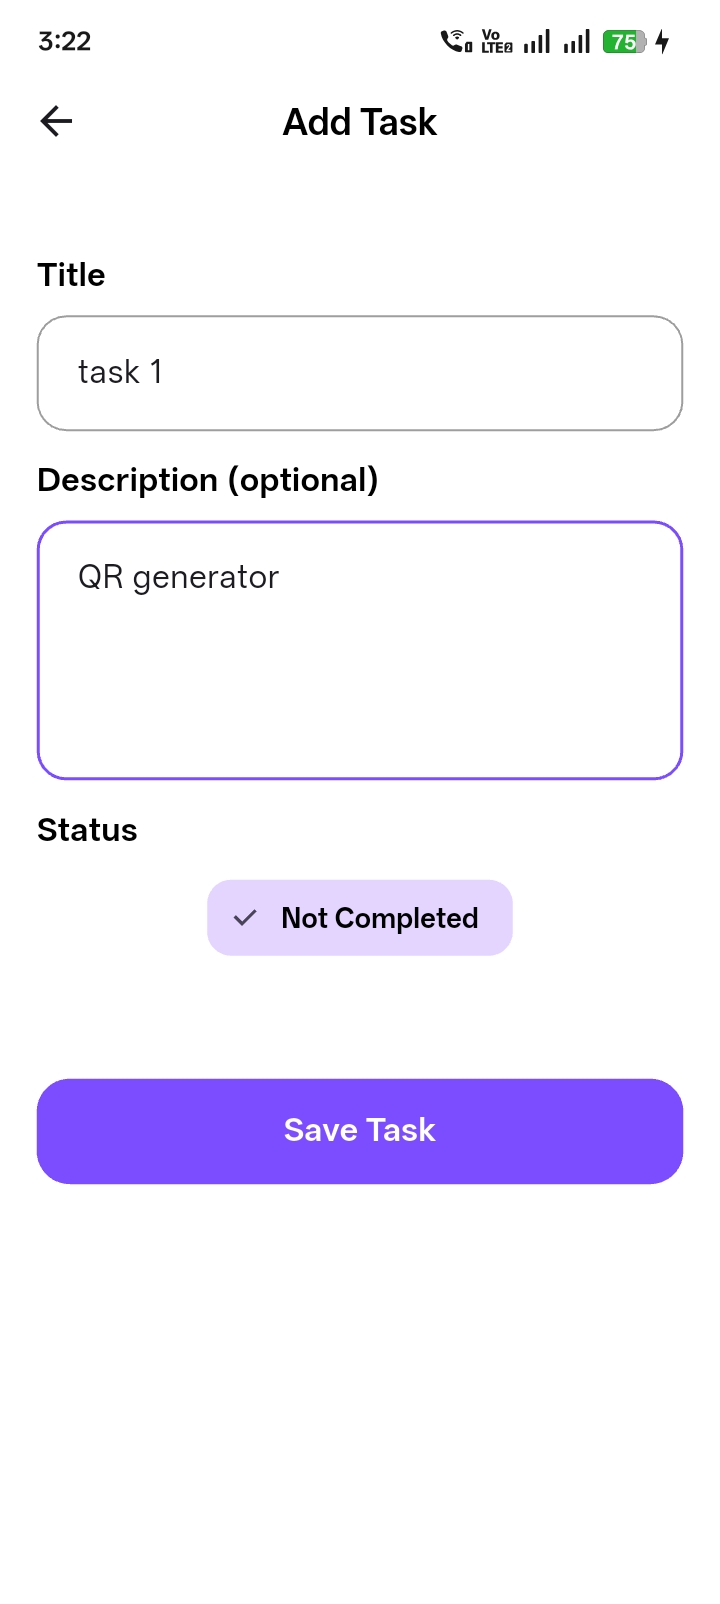 3:22
Vo
LTE2
75
Add Task
Title
task 1
Description (optional)
QR generator
Status
Not Completed
Save Task